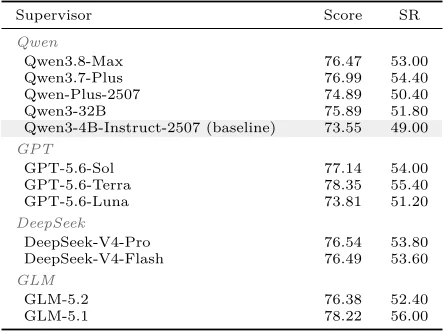 Supervisor Score SR
Qwen
Qwen3.8-Max 76.47 53.00
Qwen3.7-Plus 76.99 54.40
Qwen-Plus-2507 74.89 50.40
Qwen3-32B 75.89 51.80
Qwen3-4B-Instruct-2507 (baseline) 73.55 49.00
GPT
GPT-5.6-Sol 77.14 54.00
GPT-5.6-Terra 78.35 55.40
GPT-5.6-Luna 73.81 51.20
DeepSeek
DeepSeek-V4-Pro 76.54 53.80
DeepSeek-V4-Flash 76.49 53.60
GLM
GLM-5.2 76.38 52.40
GLM-5.1 78.22 56.00